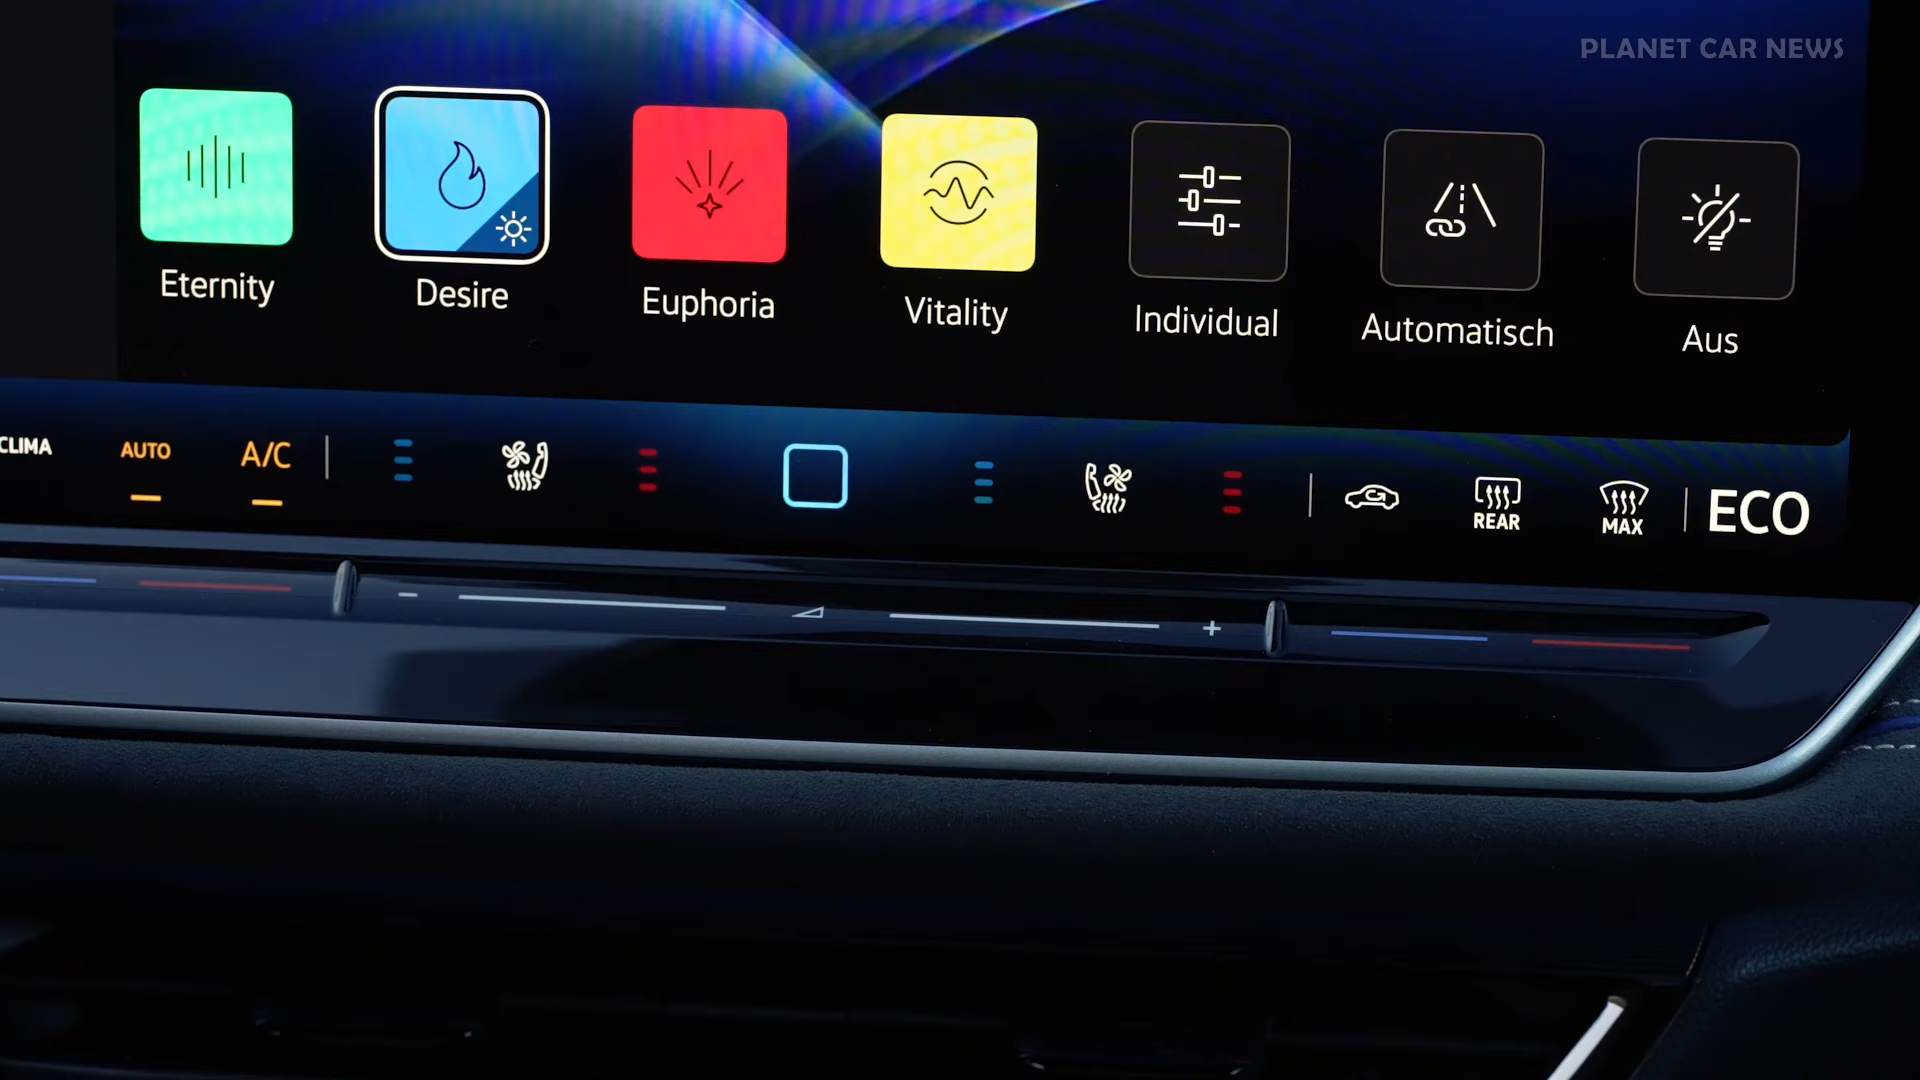 PLANET CAR NEWS
Eternity
Desire
Euphoria
Vitality
Individual
Automatisch
Aus
CLIMA
AUTO
A/C
REAR
MAX
ECO